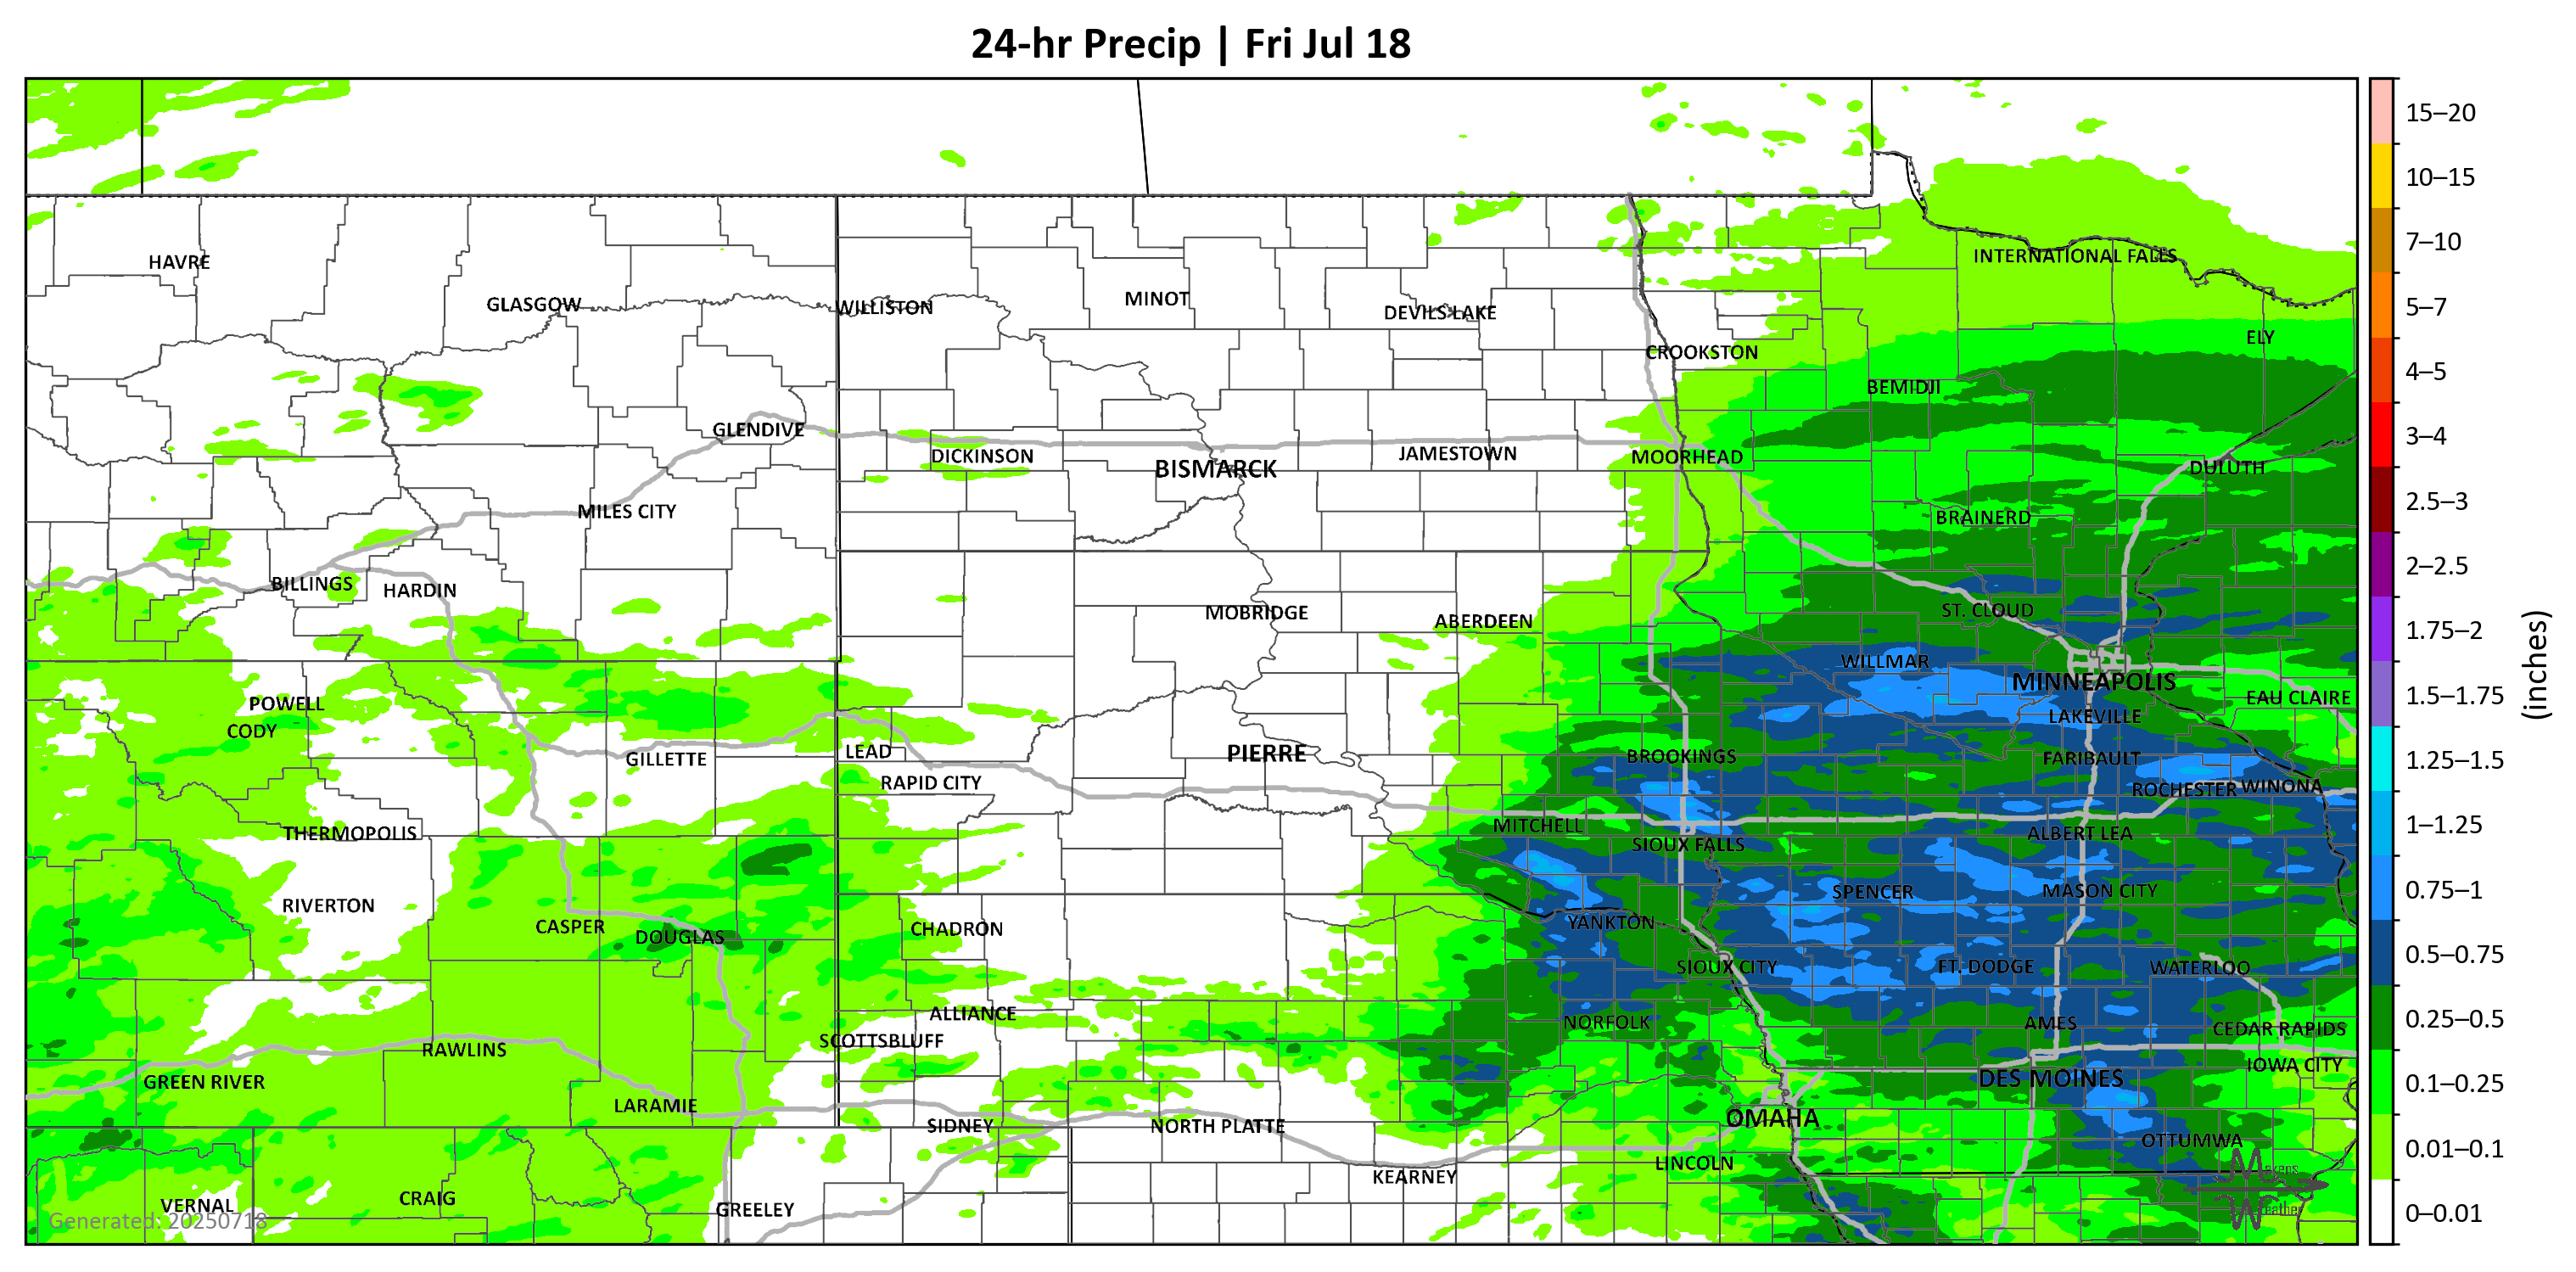 24-hr Precip | Fri Jul 18
15–20
10–15
7–10
5–7
4–5
3–4
2.5–3
2–2.5
1.75–2
1.5–1.75
1.25–1.5
1–1.25
0.75–1
0.5–0.75
0.25–0.5
0.1–0.25
0.01–0.1
0–0.01
(inches)
HAVRE
INTERNATIONAL FALLS
GLASGOW
WILLISTON
MINOT
DEVILS LAKE
ELY
CROOKSTON
BEMIDJI
GLENDIVE
DICKINSON
BISMARCK
JAMESTOWN
MOORHEAD
DULUTH
MILES CITY
BRAINERD
BILLINGS
HARDIN
MOBRIDGE
ABERDEEN
ST. CLOUD
WILLMAR
MINNEAPOLIS
POWELL
EAU CLAIRE
CODY
LAKEVILLE
LEAD
GILLETTE
PIERRE
BROOKINGS
FARIBAULT
RAPID CITY
ROCHESTER
WINONA
THERMOPOLIS
MITCHELL
ALBERT LEA
SIOUX FALLS
RIVERTON
SPENCER
MASON CITY
CASPER
DOUGLAS
CHADRON
YANKTON
SIOUX CITY
FT. DODGE
WATERLOO
ALLIANCE
NORFOLK
AMES
CEDAR RAPIDS
SCOTTSBLUFF
RAWLINS
IOWA CITY
GREEN RIVER
DES MOINES
LARAMIE
SIDNEY
NORTH PLATTE
OMAHA
OTTUMWA
LINCOLN
KEARNEY
VERNAL
CRAIG
GREELEY
Makens
Weather
Generated: 20250718